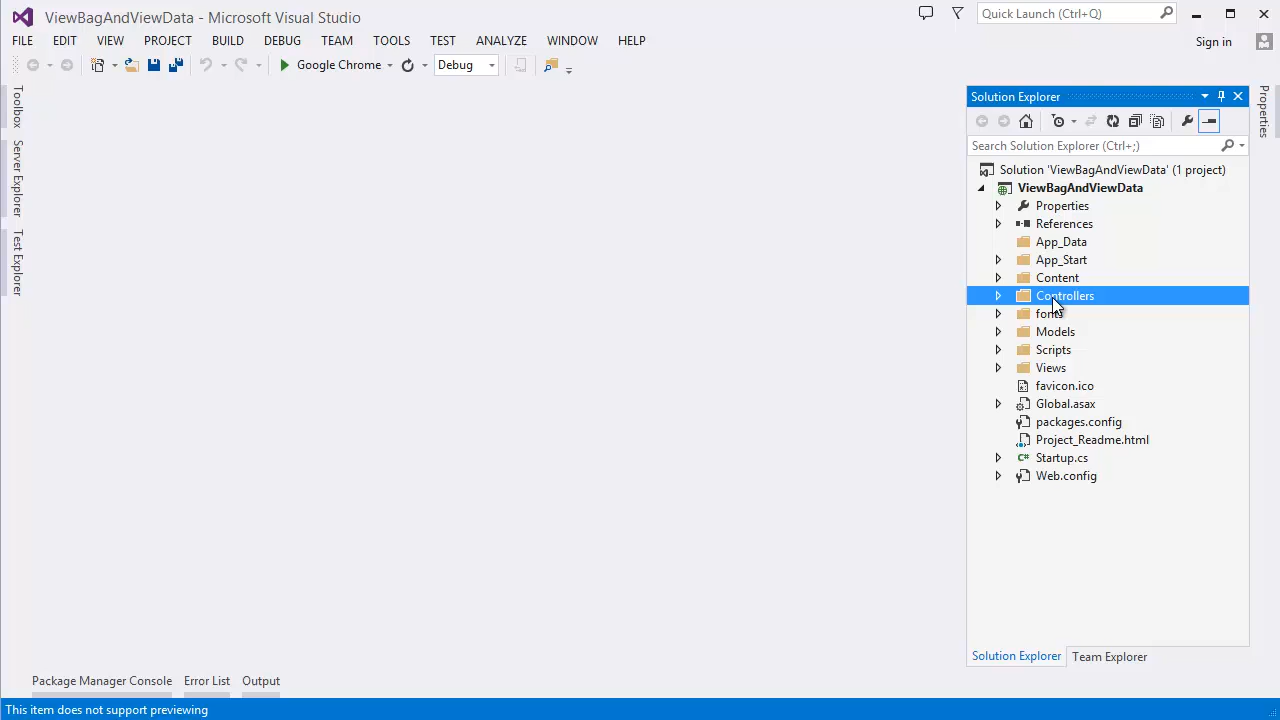 ViewBagAndViewData - Microsoft Visual Studio
Quick Launch (Ctrl+Q)
FILE EDIT VIEW PROJECT BUILD DEBUG TEAM TOOLS TEST ANALYZE WINDOW HELP
Sign in
Google Chrome
Debug
Toolbox
Server Explorer
Test Explorer
Solution Explorer
Search Solution Explorer (Ctrl+;)
Solution 'ViewBagAndViewData' (1 project)
ViewBagAndViewData
Properties
References
App_Data
App_Start
Content
Controllers
fonts
Models
Scripts
Views
favicon.ico
Global.asax
packages.config
Project_Readme.html
C# Startup.cs
Web.config
Solution Explorer Team Explorer
Properties
Package Manager Console Error List Output
This item does not support previewing